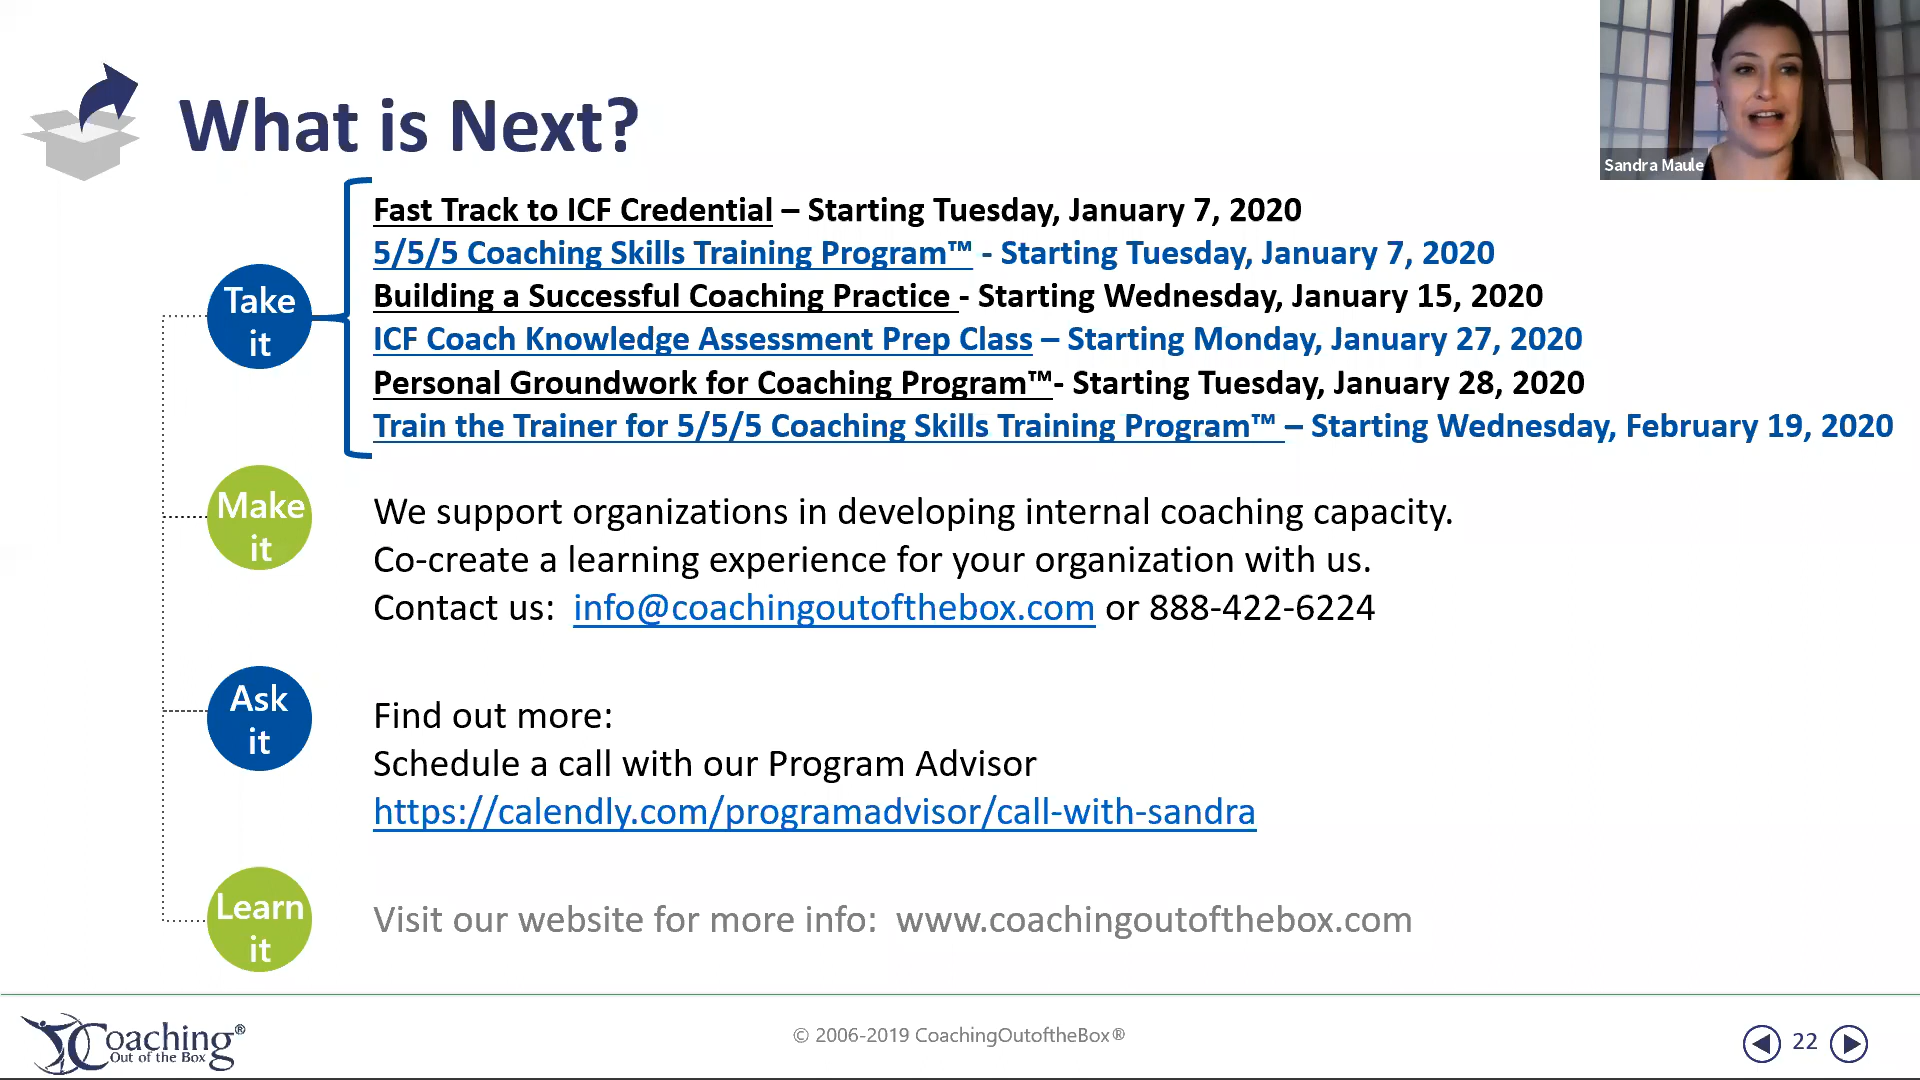 Sandra Maule
What is Next?
Take
it
Fast Track to ICF Credential – Starting Tuesday, January 7, 2020
5/5/5 Coaching Skills Training Program™ - Starting Tuesday, January 7, 2020
Building a Successful Coaching Practice - Starting Wednesday, January 15, 2020
ICF Coach Knowledge Assessment Prep Class – Starting Monday, January 27, 2020
Personal Groundwork for Coaching Program™- Starting Tuesday, January 28, 2020
Train the Trainer for 5/5/5 Coaching Skills Training Program™ – Starting Wednesday, February 19, 2020
Make
it
We support organizations in developing internal coaching capacity.
Co-create a learning experience for your organization with us.
Contact us: info@coachingoutofthebox.com or 888-422-6224
Ask
it
Find out more:
Schedule a call with our Program Advisor
https://calendly.com/programadvisor/call-with-sandra
Learn
it
Visit our website for more info: www.coachingoutofthebox.com
Coaching®
Out of the Box
© 2006-2019 CoachingOutoftheBox®
22